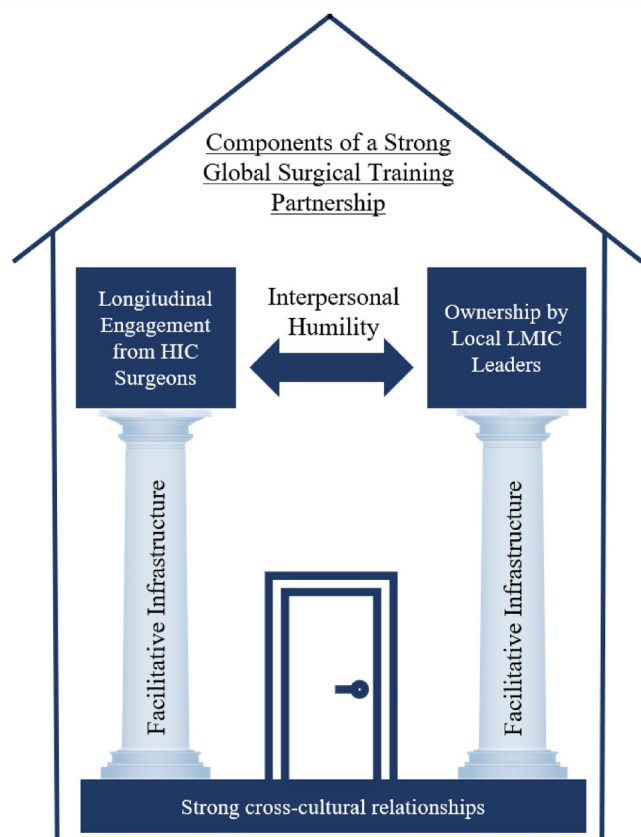 Components of a Strong
Global Surgical Training
Partnership
Longitudinal
Engagement
from HIC
Surgeons
Interpersonal
Humility
Ownership by
Local LMIC
Leaders
Facilitative Infrastructure
Facilitative Infrastructure
Strong cross-cultural relationships